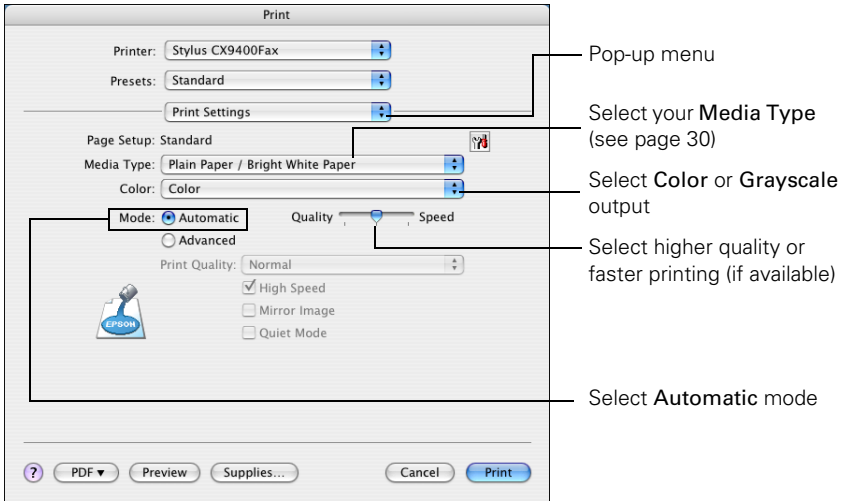 Print
Printer: Stylus CX9400Fax
Presets: Standard
Print Settings
Page Setup: Standard
Media Type: Plain Paper / Bright White Paper
Color: Color
Mode: Automatic Quality Speed
Advanced
Print Quality: Normal
High Speed
Mirror Image
Quiet Mode
EPSON
? PDF Preview Supplies... Cancel Print
Pop-up menu
Select your Media Type
(see page 30)
Select Color or Grayscale
output
Select higher quality or
faster printing (if available)
Select Automatic mode